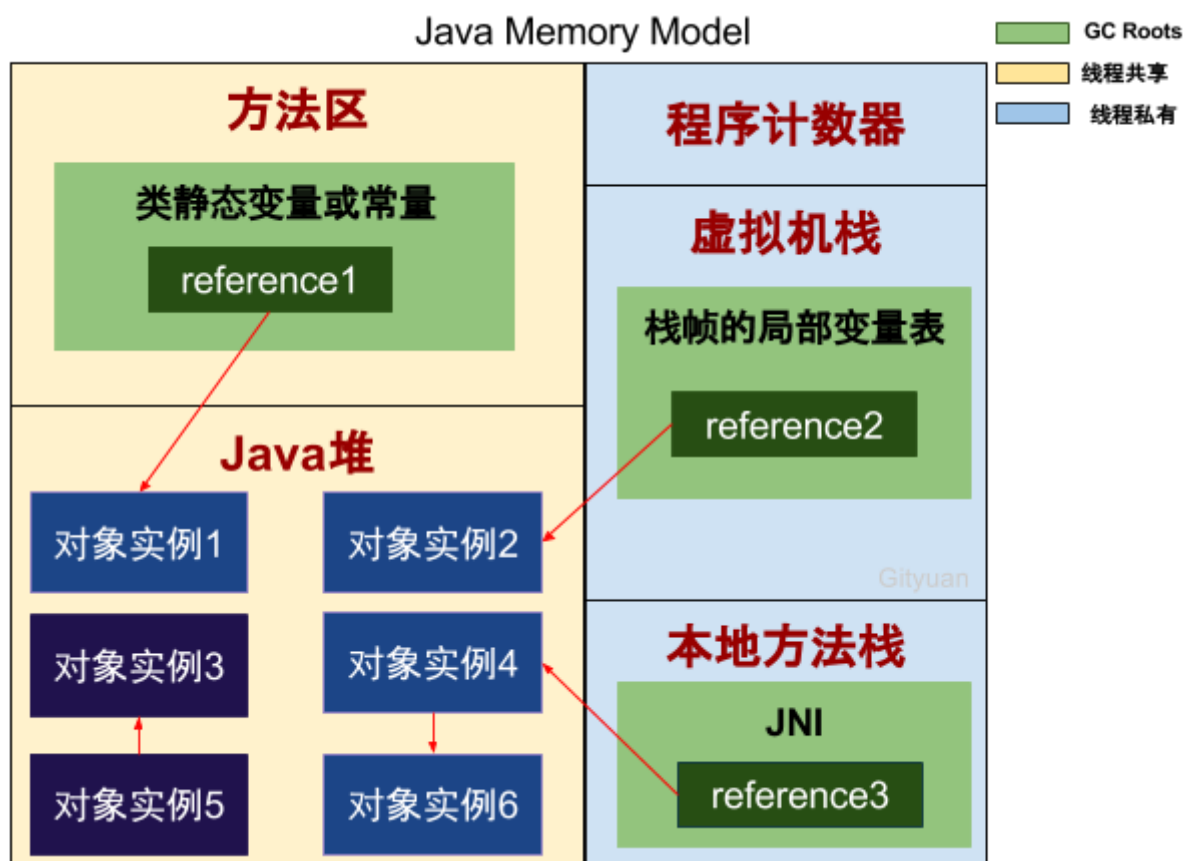 Java Memory Model
GC Roots
线程共享
线程私有
方法区
类静态变量或常量
reference1
Java堆
对象实例1
对象实例2
对象实例3
对象实例4
对象实例5
对象实例6
程序计数器
虚拟机栈
栈帧的局部变量表
reference2
Gityuan
本地方法栈
JNI
reference3